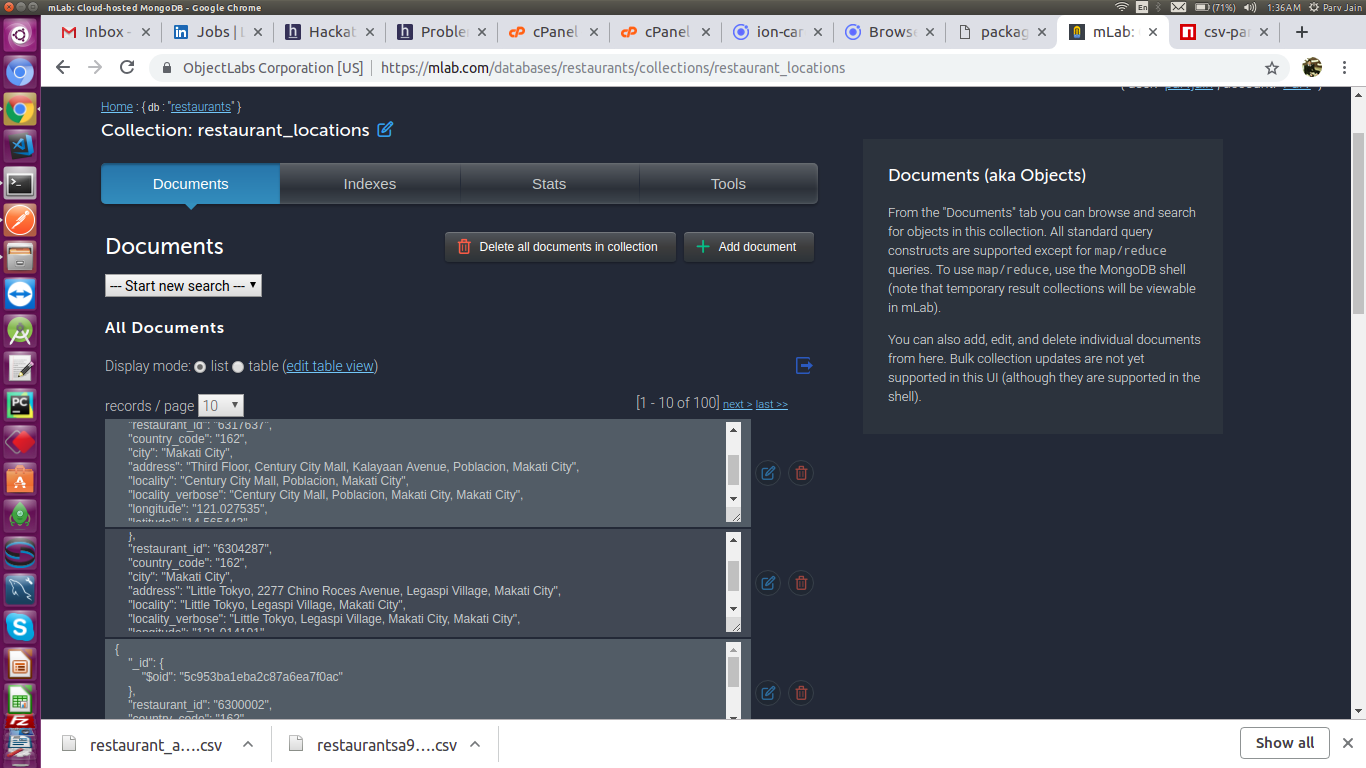 mLab: Cloud-hosted MongoDB - Google Chrome
En (71%) 1:36AM Parv Jain
Inbox - Jobs | L Hackat Probler cPanel cPanel ion-car Brows packag mLab: csv-pa
ObjectLabs Corporation [US] https://mlab.com/databases/restaurants/collections/restaurant_locations
Home : { db : "restaurants" }
Collection: restaurant_locations
Documents Indexes Stats Tools
Documents
Delete all documents in collection
Add document
--- Start new search ---
All Documents
Display mode: list table (edit table view)
records / page 10
[1 - 10 of 100] next > last >>
"restaurant_id": "6317637",
"country_code": "162",
"city": "Makati City",
"address": "Third Floor, Century City Mall, Kalayaan Avenue, Poblacion, Makati City",
"locality": "Century City Mall, Poblacion, Makati City",
"locality_verbose": "Century City Mall, Poblacion, Makati City, Makati City",
"longitude": "121.027535",
"latitude": "14.565443"
},
"restaurant_id": "6304287",
"country_code": "162",
"city": "Makati City",
"address": "Little Tokyo, 2277 Chino Roces Avenue, Legaspi Village, Makati City",
"locality": "Little Tokyo, Legaspi Village, Makati City",
"locality_verbose": "Little Tokyo, Legaspi Village, Makati City, Makati City",
"longitude": "121.014101"
{
"_id": {
"$oid": "5c953ba1eba2c87a6ea7f0ac"
},
"restaurant_id": "6300002",
"country_code": "162"
Documents (aka Objects)
From the "Documents" tab you can browse and search
for objects in this collection. All standard query
constructs are supported except for map/reduce
queries. To use map/reduce, use the MongoDB shell
(note that temporary result collections will be viewable
in mLab).
You can also add, edit, and delete individual documents
from here. Bulk collection updates are not yet
supported in this UI (although they are supported in the
shell).
restaurant_a....csv
restaurantsa9....csv
Show all